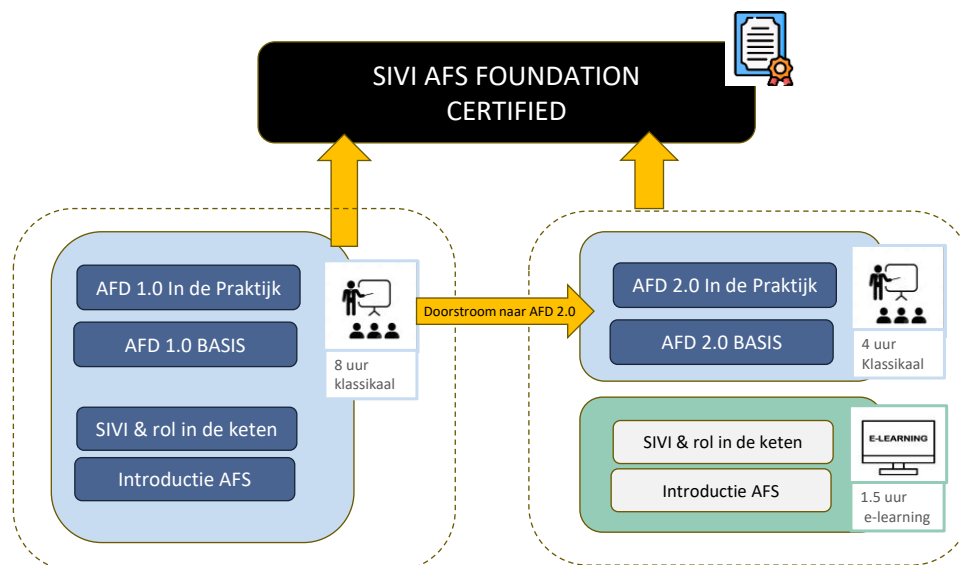 SIVI AFS FOUNDATION
CERTIFIED
AFD 1.0 In de Praktijk
AFD 1.0 BASIS
8 uur
klassikaal
SIVI & rol in de keten
Introductie AFS
Doorstroom naar AFD 2.0
AFD 2.0 In de Praktijk
AFD 2.0 BASIS
4 uur
Klassikaal
SIVI & rol in de keten
Introductie AFS
E-LEARNING
1.5 uur
e-learning